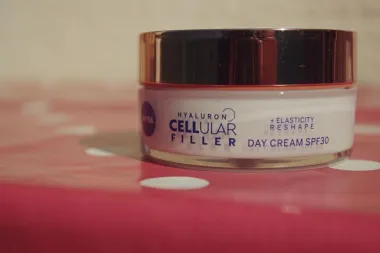 NIVEA
HYALURON
CELLULAR
FILLER
+ ELASTICITY
RESHAPE
DAY CREAM SPF30